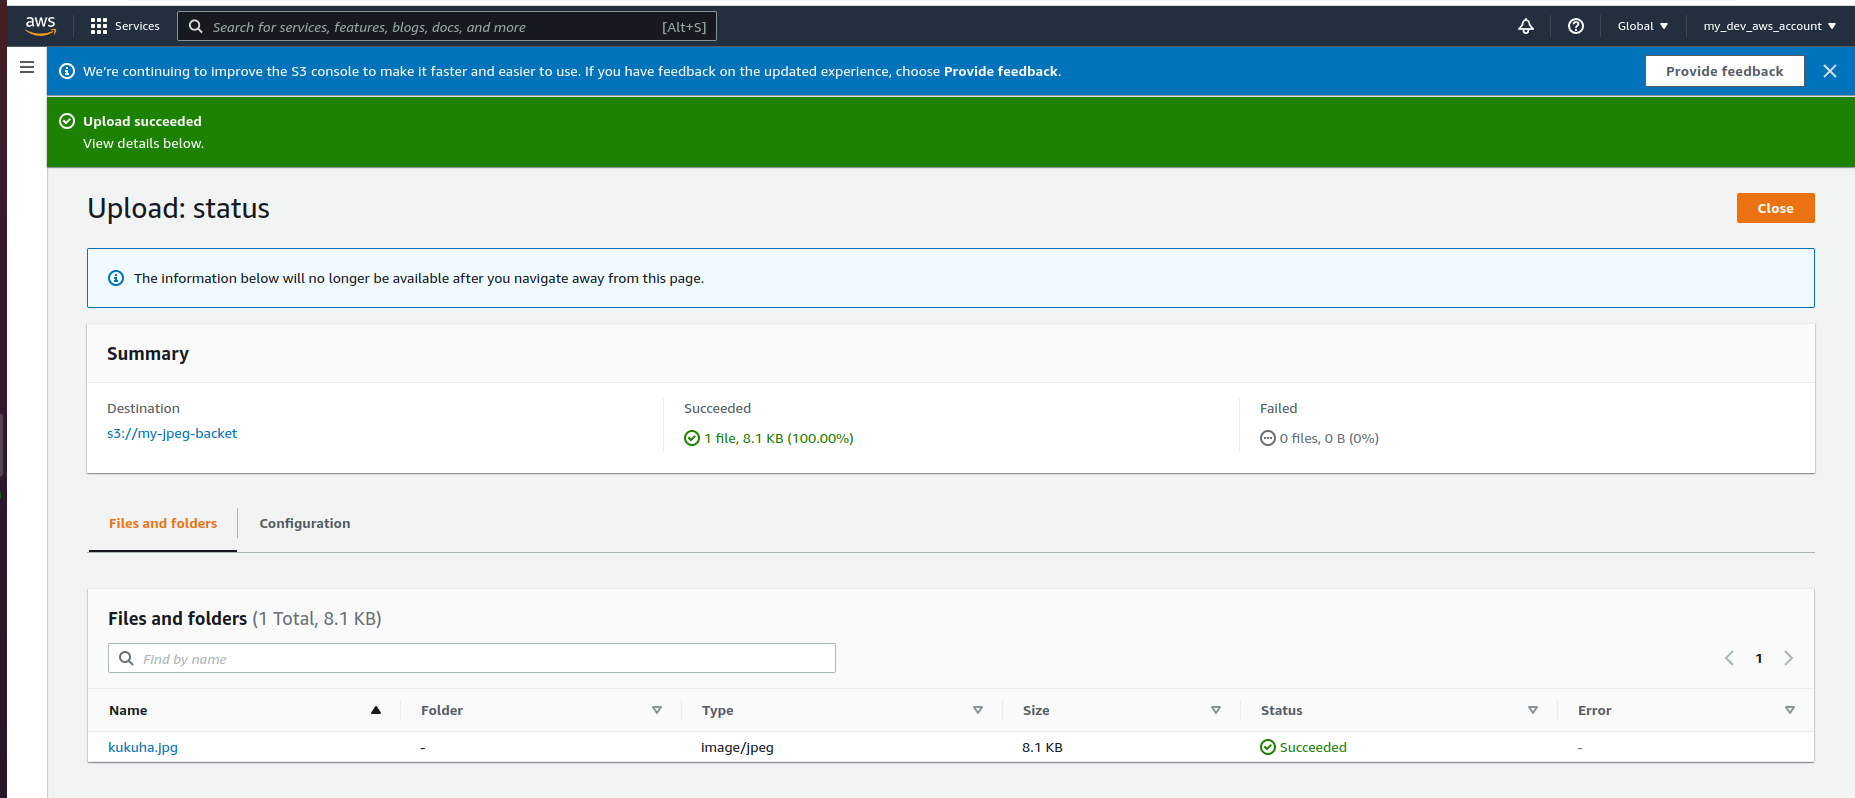 aws Services Search for services, features, blogs, docs, and more [Alt+S] Global my_dev_aws_account
We're continuing to improve the S3 console to make it faster and easier to use. If you have feedback on the updated experience, choose Provide feedback. Provide feedback
Upload succeeded
View details below.
Upload: status Close
The information below will no longer be available after you navigate away from this page.
Summary
Destination Succeeded Failed
s3://my-jpeg-backet 1 file, 8.1 KB (100.00%) 0 files, 0 B (0%)
Files and folders Configuration
Files and folders (1 Total, 8.1 KB)
Find by name 1
Name Folder Type Size Status Error
kukuha.jpg - image/jpeg 8.1 KB Succeeded -